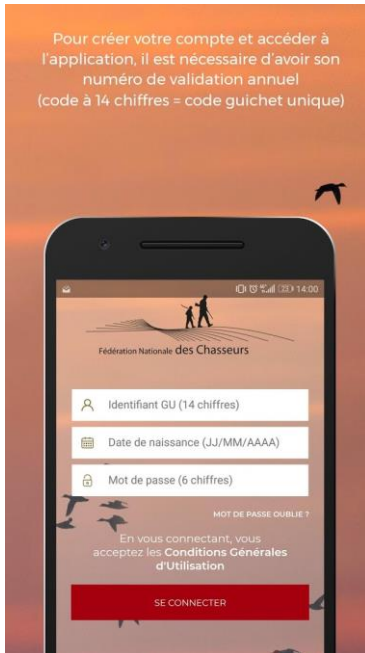 Pour créer votre compte et accéder à
l'application, il est nécessaire d'avoir son
numéro de validation annuel
(code à 14 chiffres = code guichet unique)
14:00
Fédération Nationale des Chasseurs
Identifiant GU (14 chiffres)
Date de naissance (JJ/MM/AAAA)
Mot de passe (6 chiffres)
MOT DE PASSE OUBLIE ?
En vous connectant, vous
acceptez les Conditions Générales
d'Utilisation
SE CONNECTER